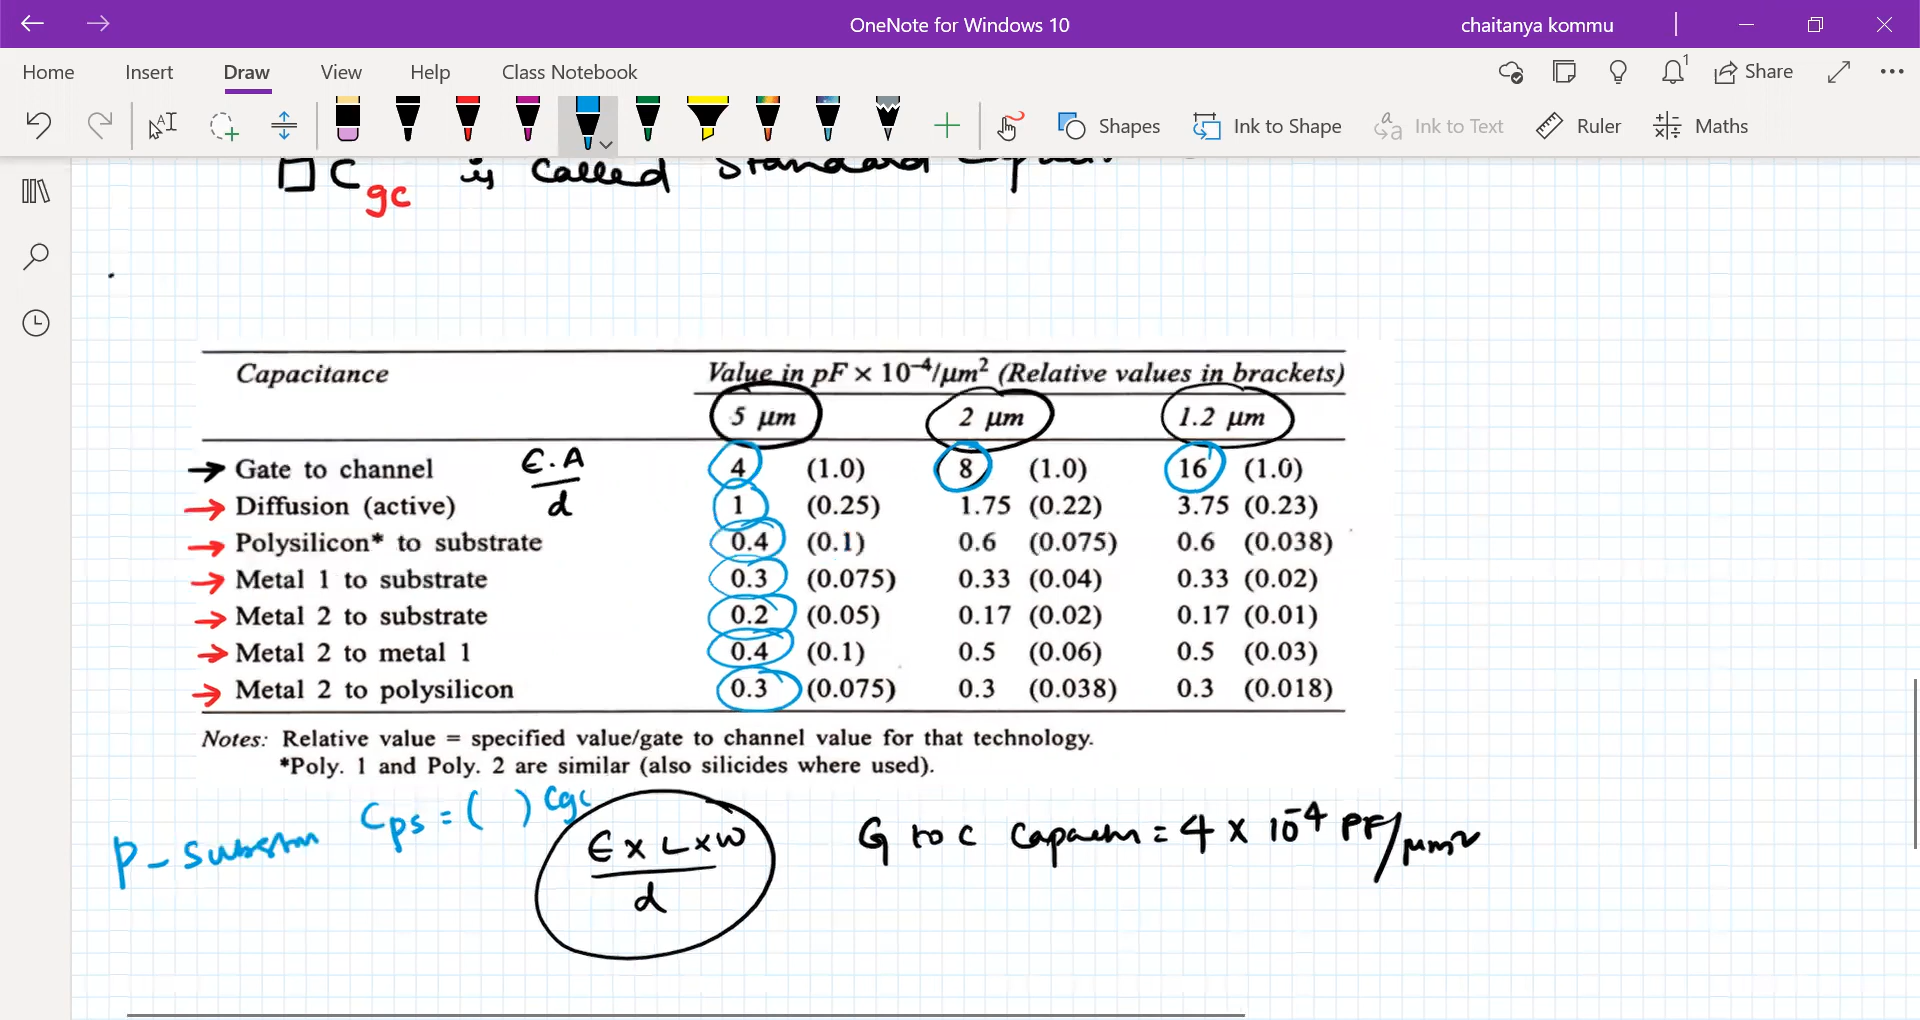 OneNote for Windows 10
chaitanya kommu
Home Insert Draw View Help Class Notebook
1 Share
Shapes Ink to Shape Ink to Text Ruler Maths
C gc is called Standard
Capacitance Value in pF × 10⁻⁴/μm² (Relative values in brackets)
5 μm 2 μm 1.2 μm
Gate to channel 4 (1.0) 8 (1.0) 16 (1.0)
Є.A
d
Diffusion (active) 1 (0.25) 1.75 (0.22) 3.75 (0.23)
Polysilicon* to substrate 0.4 (0.1) 0.6 (0.075) 0.6 (0.038)
Metal 1 to substrate 0.3 (0.075) 0.33 (0.04) 0.33 (0.02)
Metal 2 to substrate 0.2 (0.05) 0.17 (0.02) 0.17 (0.01)
Metal 2 to metal 1 0.4 (0.1) 0.5 (0.06) 0.5 (0.03)
Metal 2 to polysilicon 0.3 (0.075) 0.3 (0.038) 0.3 (0.018)
Notes: Relative value = specified value/gate to channel value for that technology.
*Poly. 1 and Poly. 2 are similar (also silicides where used).
Cps = ( ) Cgc
P-
Є × L × W
d
G to C = 4 × 10⁻⁴ PF/μm²